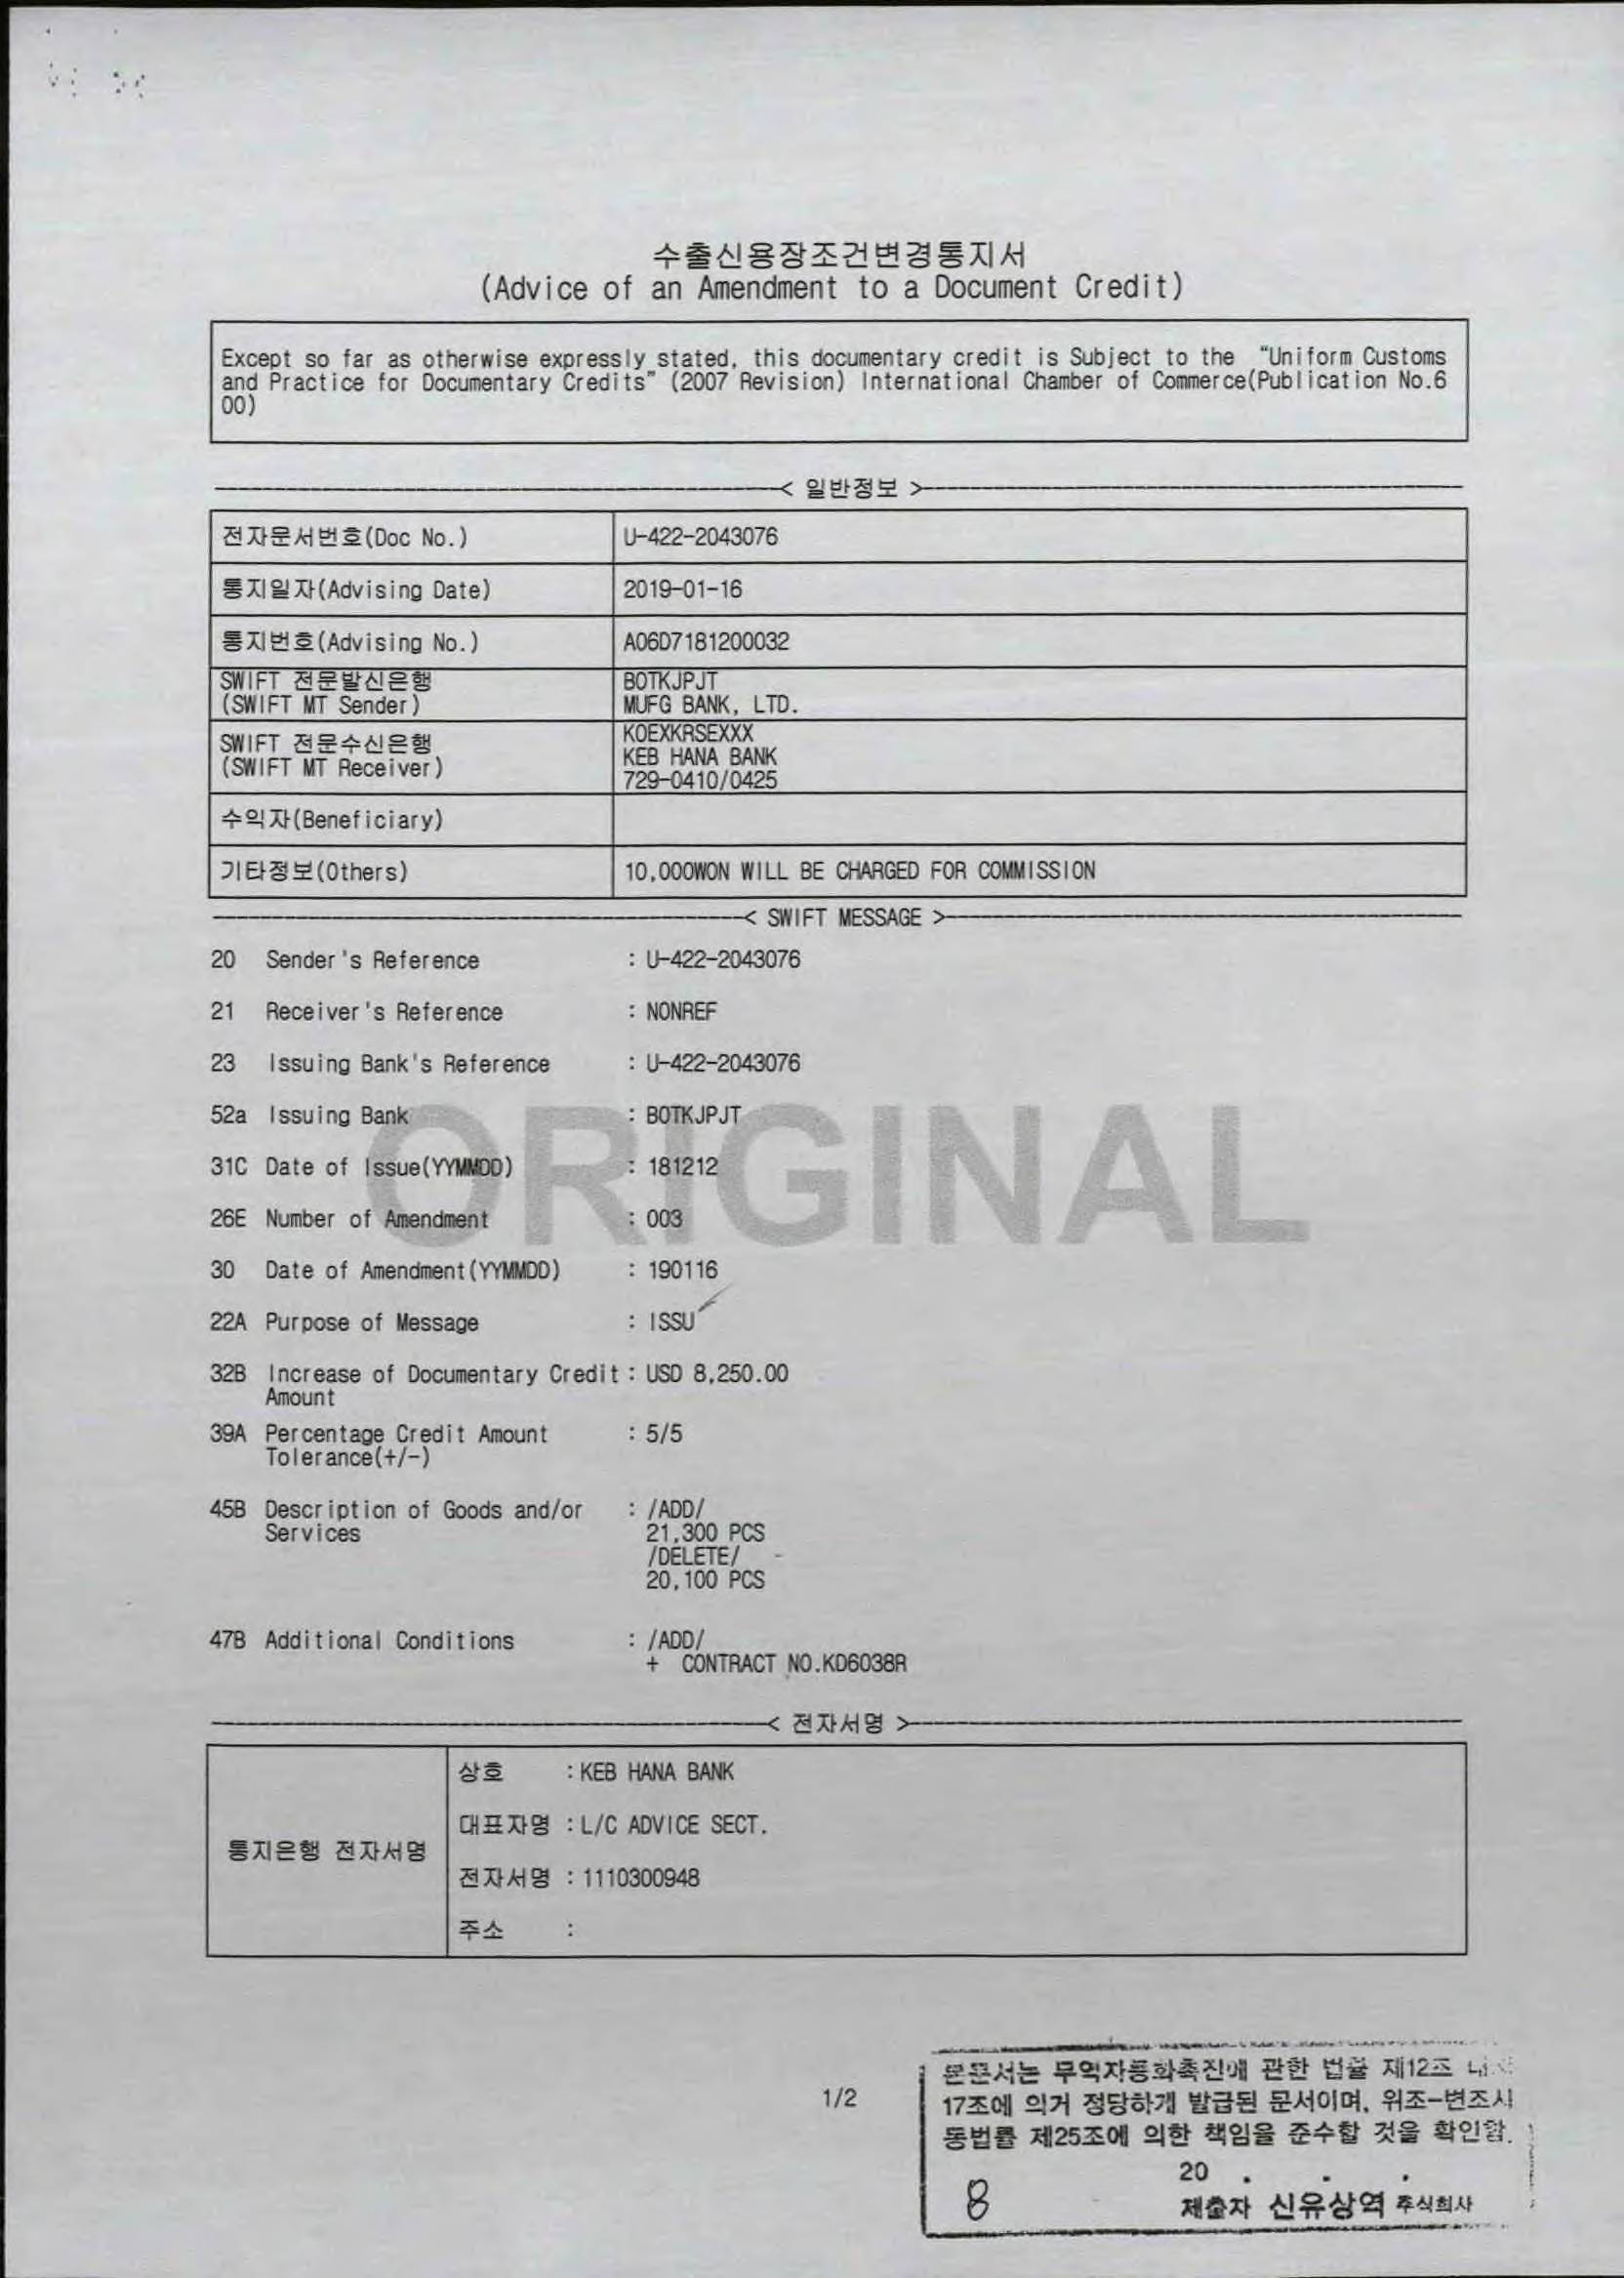 수출신용장조건변경통지서
(Advice of an Amendment to a Document Credit)
Except so far as otherwise expressly stated, this documentary credit is Subject to the "Uniform Customs
and Practice for Documentary Credits" (2007 Revision) International Chamber of Commerce(Publication No.6
00)
< 일반정보 >
전자문서번호(Doc No.) U-422-2043076
통지일자(Advising Date) 2019-01-16
통지번호(Advising No.) A06D7181200032
SWIFT 전문발신은행 BOTKJPJT
(SWIFT MT Sender) MUFG BANK, LTD.
KOEXKRSEXXX
SWIFT 전문수신은행 KEB HANA BANK
(SWIFT MT Receiver) 729-0410/0425
수익자(Beneficiary)
기타정보(Others) 10,000WON WILL BE CHARGED FOR COMMISSION
< SWIFT MESSAGE >
20 Sender's Reference : U-422-2043076
21 Receiver's Reference : NONREF
23 Issuing Bank's Reference : U-422-2043076
52a Issuing Bank : BOTKJPJT
ORIGINAL
31C Date of Issue(YYMMDD) : 181212
26E Number of Amendment : 003
30 Date of Amendment(YYMMDD) : 190116
22A Purpose of Message : ISSU
32B Increase of Documentary Credit : USD 8,250.00
Amount
39A Percentage Credit Amount : 5/5
Tolerance(+/-)
45B Description of Goods and/or : /ADD/
Services 21,300 PCS
/DELETE/
20,100 PCS
47B Additional Conditions : /ADD/
+ CONTRACT NO.KD6038R
< 전자서명 >
통지은행 전자서명
상호 : KEB HANA BANK
대표자명 : L/C ADVICE SECT.
전자서명 : 1110300948
주소 :
1/2
본문서는 무역자동화촉진에 관한 법률 제12조
17조에 의거 정당하게 발급된 문서이며, 위조-변조시
동법률 제25조에 의한 책임을 준수할 것을 확인함.
20 . . .
8 제출자 신유상역 주식회사